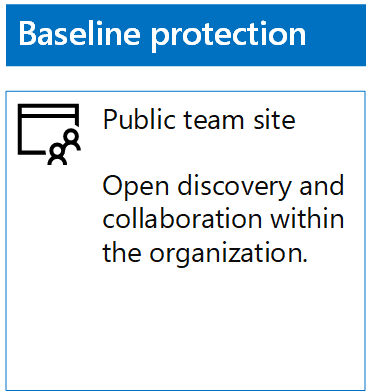 Baseline protection
Public team site
Open discovery and
collaboration within
the organization.